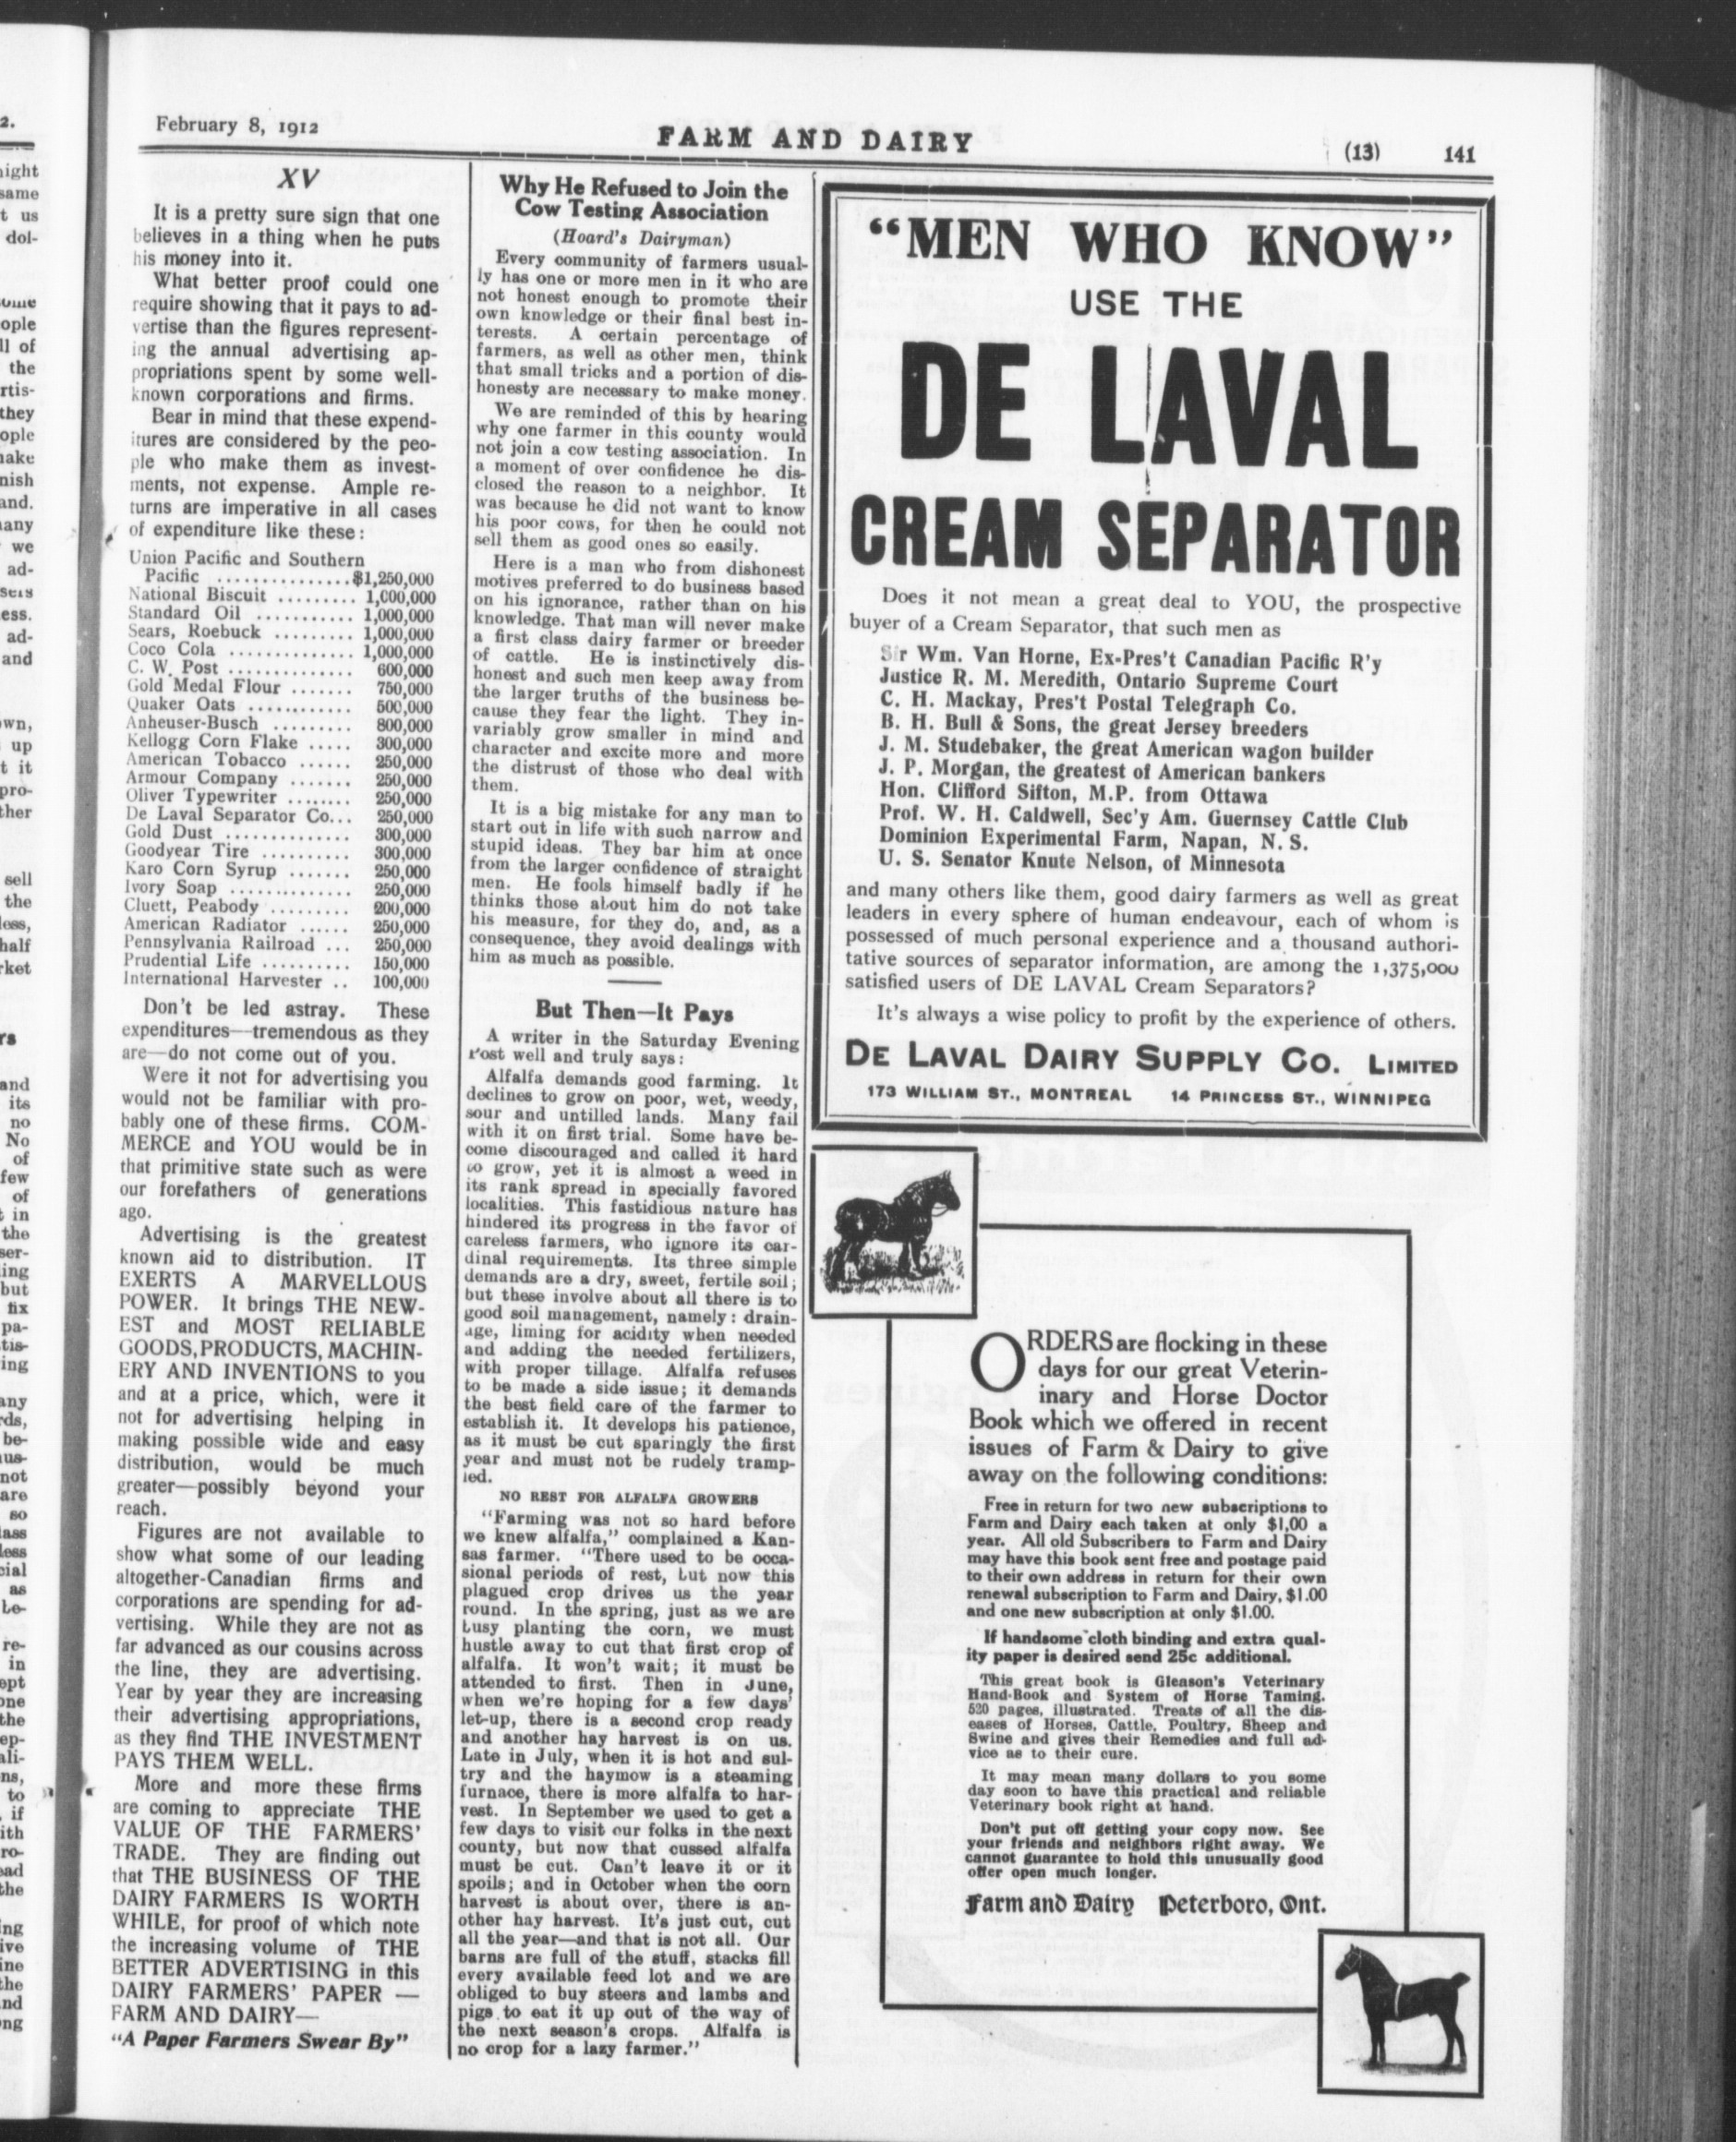 February 8, 1912
FARM AND DAIRY
(13) 141
XV
It is a pretty sure sign that one
believes in a thing when he puts
his money into it.
What better proof could one
require showing that it pays to ad-
vertise than the figures represent-
ing the annual advertising ap-
propriations spent by some well-
known corporations and firms.
Bear in mind that these expend-
itures are considered by the peo-
ple who make them as invest-
ments, not expense. Ample re-
turns are imperative in all cases
of expenditure like these:
Union Pacific and Southern
Pacific ............... $1,250,000
National Biscuit ......... 1,000,000
Standard Oil ........... 1,000,000
Sears, Roebuck ......... 1,000,000
Coco Cola .............. 1,000,000
C. W. Post .............. 600,000
Gold Medal Flour ....... 750,000
Quaker Oats ............ 500,000
Anheuser-Busch ......... 800,000
Kellogg Corn Flake ..... 300,000
American Tobacco ...... 250,000
Armour Company ....... 250,000
Oliver Typewriter ........ 250,000
De Laval Separator Co... 250,000
Gold Dust .............. 300,000
Goodyear Tire .......... 300,000
Karo Corn Syrup ....... 250,000
Ivory Soap ............. 250,000
Cluett, Peabody ......... 200,000
American Radiator ...... 250,000
Pennsylvania Railroad ... 250,000
Prudential Life .......... 150,000
International Harvester .. 100,000
Don't be led astray. These
expenditures—tremendous as they
are—do not come out of you.
Were it not for advertising you
would not be familiar with pro-
bably one of these firms. COM-
MERCE and YOU would be in
that primitive state such as were
our forefathers of generations
ago.
Advertising is the greatest
known aid to distribution. IT
EXERTS A MARVELLOUS
POWER. It brings THE NEW-
EST and MOST RELIABLE
GOODS, PRODUCTS, MACHIN-
ERY AND INVENTIONS to you
and at a price, which, were it
not for advertising helping in
making possible wide and easy
distribution, would be much
greater—possibly beyond your
reach.
Figures are not available to
show what some of our leading
altogether-Canadian firms and
corporations are spending for ad-
vertising. While they are not as
far advanced as our cousins across
the line, they are advertising.
Year by year they are increasing
their advertising appropriations,
as they find THE INVESTMENT
PAYS THEM WELL.
More and more these firms
are coming to appreciate THE
VALUE OF THE FARMERS'
TRADE. They are finding out
that THE BUSINESS OF THE
DAIRY FARMERS IS WORTH
WHILE, for proof of which note
the increasing volume of THE
BETTER ADVERTISING in this
DAIRY FARMERS' PAPER —
FARM AND DAIRY—
"A Paper Farmers Swear By"
Why He Refused to Join the
Cow Testing Association
(Hoard's Dairyman)
Every community of farmers usual-
ly has one or more men in it who are
not honest enough to promote their
own knowledge or their final best in-
terests. A certain percentage of
farmers, as well as other men, think
that small tricks and a portion of dis-
honesty are necessary to make money.
We are reminded of this by hearing
why one farmer in this county would
not join a cow testing association. In
a moment of over confidence he dis-
closed the reason to a neighbor. It
was because he did not want to know
his poor cows, for then he could not
sell them as good ones so easily.
Here is a man who from dishonest
motives preferred to do business based
on his ignorance, rather than on his
knowledge. That man will never make
a first class dairy farmer or breeder
of cattle. He is instinctively dis-
honest and such men keep away from
the larger truths of the business be-
cause they fear the light. They in-
variably grow smaller in mind and
character and excite more and more
the distrust of those who deal with
them.
It is a big mistake for any man to
start out in life with such narrow and
stupid ideas. They bar him at once
from the larger confidence of straight
men. He fools himself badly if he
thinks those about him do not take
his measure, for they do, and, as a
consequence, they avoid dealings with
him as much as possible.
But Then—It Pays
A writer in the Saturday Evening
Post well and truly says:
Alfalfa demands good farming. It
declines to grow on poor, wet, weedy,
sour and untilled lands. Many fail
with it on first trial. Some have be-
come discouraged and called it hard
to grow, yet it is almost a weed in
its rank spread in specially favored
localities. This fastidious nature has
hindered its progress in the favor of
careless farmers, who ignore its car-
dinal requirements. Its three simple
demands are a dry, sweet, fertile soil;
but these involve about all there is to
good soil management, namely: drain-
age, liming for acidity when needed
and adding the needed fertilizers,
with proper tillage. Alfalfa refuses
to be made a side issue; it demands
the best field care of the farmer to
establish it. It develops his patience,
as it must be cut sparingly the first
year and must not be rudely tramp-
led.
NO REST FOR ALFALFA GROWERS
"Farming was not so hard before
we knew alfalfa," complained a Kan-
sas farmer. "There used to be occa-
sional periods of rest, but now this
plagued crop drives us the year
round. In the spring, just as we are
busy planting the corn, we must
hustle away to cut that first crop of
alfalfa. It won't wait; it must be
attended to first. Then in June,
when we're hoping for a few days'
let-up, there is a second crop ready
and another hay harvest is on us.
Late in July, when it is hot and sul-
try and the haymow is a steaming
furnace, there is more alfalfa to har-
vest. In September we used to get a
few days to visit our folks in the next
county, but now that cussed alfalfa
must be cut. Can't leave it or it
spoils; and in October when the corn
harvest is about over, there is an-
other hay harvest. It's just cut, cut
all the year—and that is not all. Our
barns are full of the stuff, stacks fill
every available feed lot and we are
obliged to buy steers and lambs and
pigs to eat it up out of the way of
the next season's crops. Alfalfa is
no crop for a lazy farmer."
"MEN WHO KNOW"
USE THE
DE LAVAL
CREAM SEPARATOR
Does it not mean a great deal to YOU, the prospective
buyer of a Cream Separator, that such men as
Sir Wm. Van Horne, Ex-Pres't Canadian Pacific R'y
Justice R. M. Meredith, Ontario Supreme Court
C. H. Mackay, Pres't Postal Telegraph Co.
B. H. Bull & Sons, the great Jersey breeders
J. M. Studebaker, the great American wagon builder
J. P. Morgan, the greatest of American bankers
Hon. Clifford Sifton, M.P. from Ottawa
Prof. W. H. Caldwell, Sec'y Am. Guernsey Cattle Club
Dominion Experimental Farm, Napan, N. S.
U. S. Senator Knute Nelson, of Minnesota
and many others like them, good dairy farmers as well as great
leaders in every sphere of human endeavour, each of whom is
possessed of much personal experience and a thousand authori-
tative sources of separator information, are among the 1,375,000
satisfied users of DE LAVAL Cream Separators?
It's always a wise policy to profit by the experience of others.
DE LAVAL DAIRY SUPPLY CO. LIMITED
173 WILLIAM ST., MONTREAL 14 PRINCESS ST., WINNIPEG
ORDERS are flocking in these
days for our great Veterin-
inary and Horse Doctor
Book which we offered in recent
issues of Farm & Dairy to give
away on the following conditions:
Free in return for two new subscriptions to
Farm and Dairy each taken at only $1,00 a
year. All old Subscribers to Farm and Dairy
may have this book sent free and postage paid
to their own address in return for their own
renewal subscription to Farm and Dairy, $1.00
and one new subscription at only $1.00.
If handsome cloth binding and extra qual-
ity paper is desired send 25c additional.
This great book is Gleason's Veterinary
Hand-Book and System of Horse Taming.
520 pages, illustrated. Treats of all the dis-
eases of Horses, Cattle, Poultry, Sheep and
Swine and gives their Remedies and full ad-
vice as to their cure.
It may mean many dollars to you some
day soon to have this practical and reliable
Veterinary book right at hand.
Don't put off getting your copy now. See
your friends and neighbors right away. We
cannot guarantee to hold this unusually good
offer open much longer.
Farm and Dairy Peterboro, Ont.